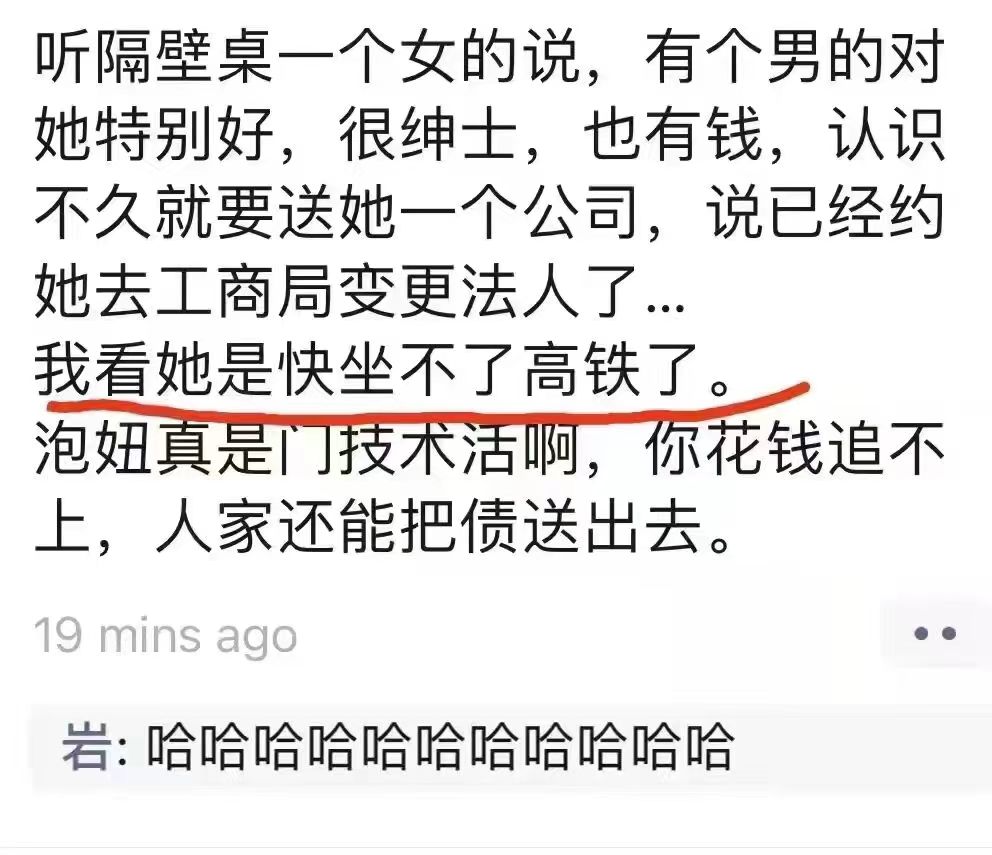 听隔壁桌一个女的说，有个男的对
她特别好，很绅士，也有钱，认识
不久就要送她一个公司，说已经约
她去工商局变更法人了...
我看她是快坐不了高铁了。
泡妞真是门技术活啊，你花钱追不
上，人家还能把债送出去。
19 mins ago
岩: 哈哈哈哈哈哈哈哈哈哈哈